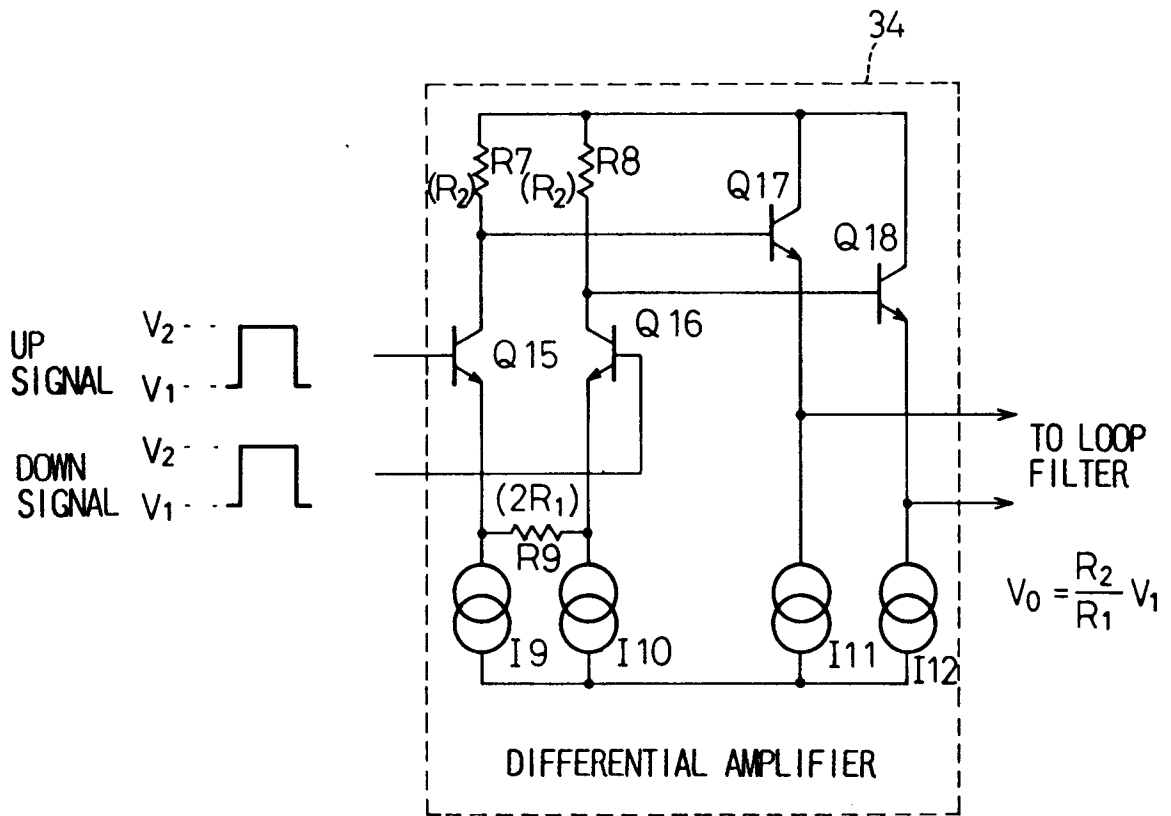 34
R7
(R2)
R8
(R2)
Q17
Q18
UP
SIGNAL
V2
V1
Q15
Q16
DOWN
SIGNAL
V2
V1
(2R1)
R9
TO LOOP
FILTER
I9
I10
I11
I12
V0 = R2/R1 V1
DIFFERENTIAL AMPLIFIER